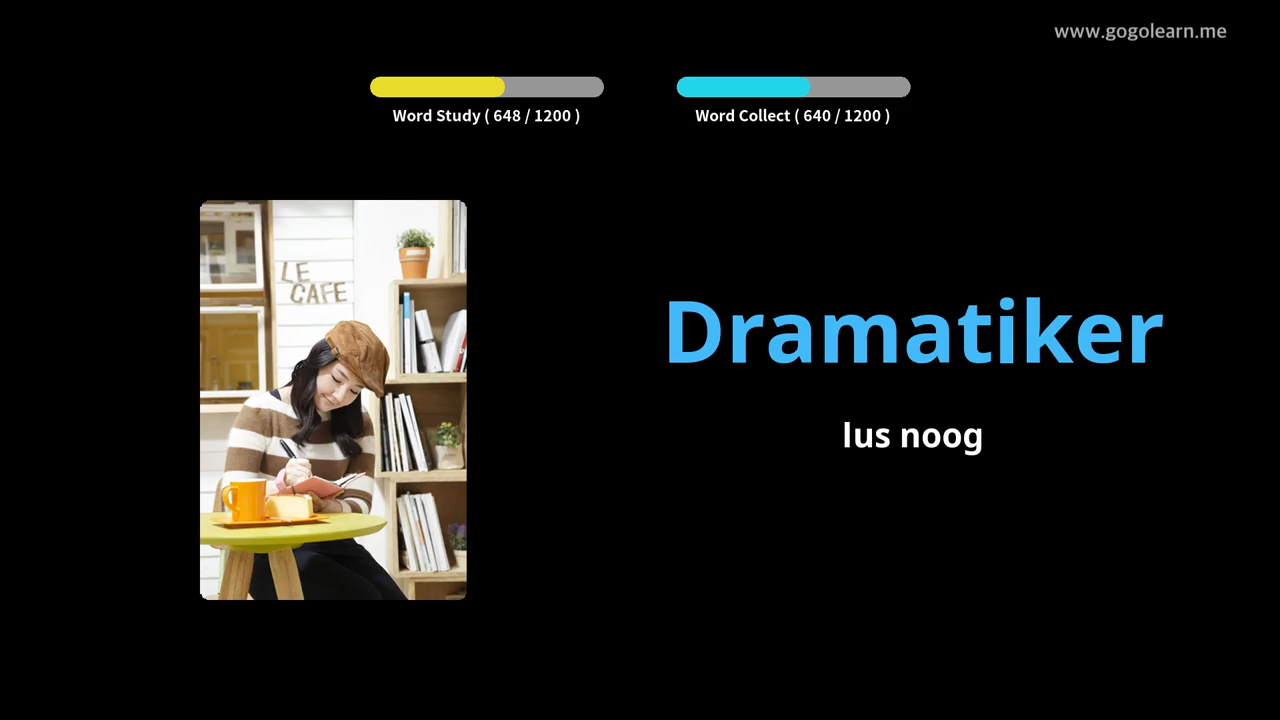 www.gogolearn.me
Word Study ( 648 / 1200 )
Word Collect ( 640 / 1200 )
LE
CAFE
Dramatiker
lus noog